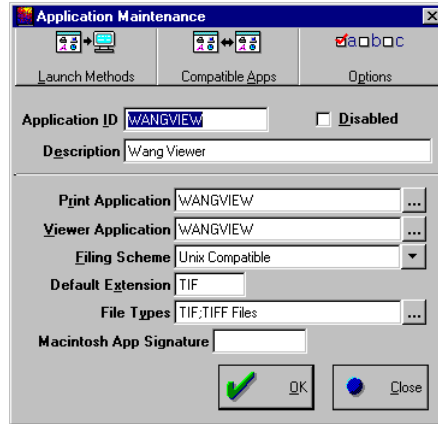 Application Maintenance
Launch Methods
Compatible Apps
a b c
Options
Application ID WANGVIEW
Disabled
Description Wang Viewer
Print Application WANGVIEW ...
Viewer Application WANGVIEW ...
Filing Scheme Unix Compatible
Default Extension TIF
File Types TIF;TIFF Files ...
Macintosh App Signature
OK
Close